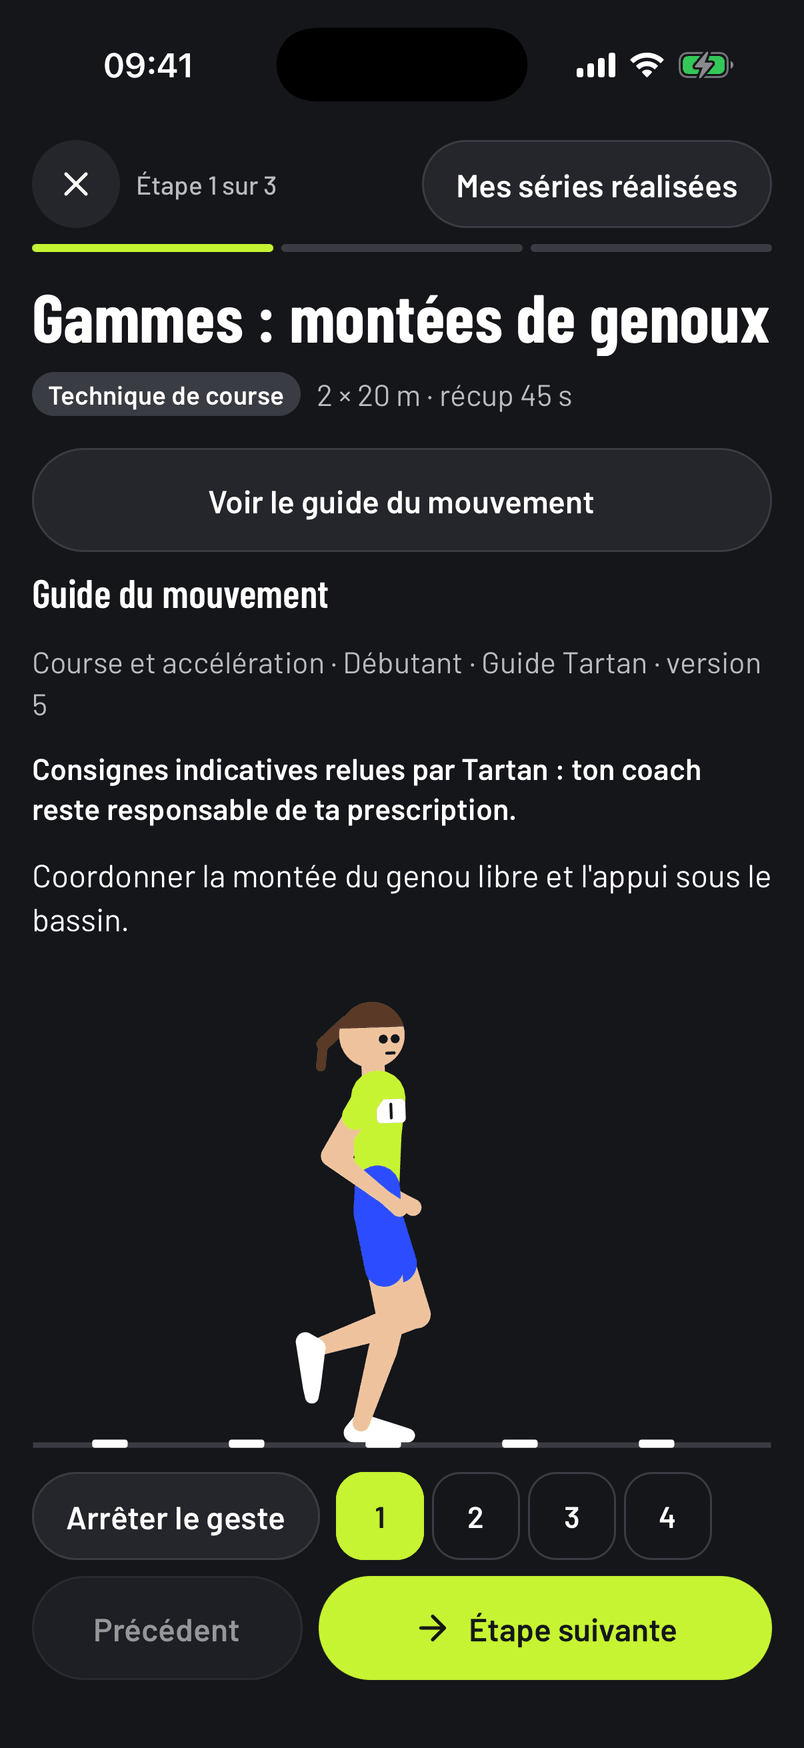 09:41
Étape 1 sur 3
Mes séries réalisées
Gammes : montées de genoux
Technique de course
2 × 20 m · récup 45 s
Voir le guide du mouvement
Guide du mouvement
Course et accélération · Débutant · Guide Tartan · version
5
Consignes indicatives relues par Tartan : ton coach
reste responsable de ta prescription.
Coordonner la montée du genou libre et l'appui sous le
bassin.
1
Arrêter le geste
1
2
3
4
Précédent
Étape suivante